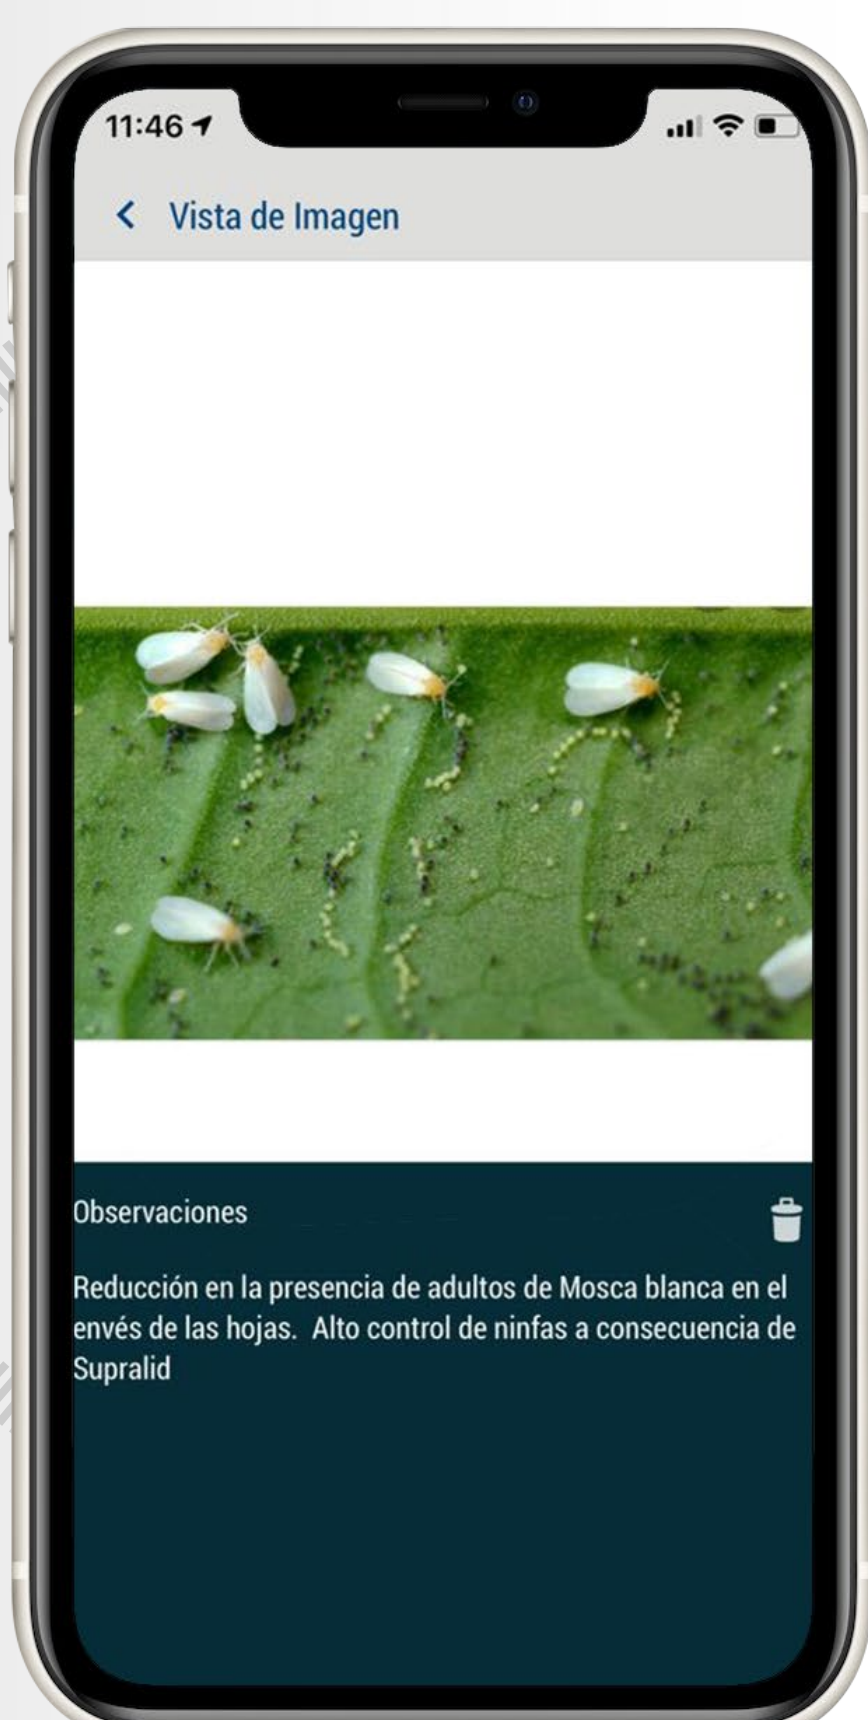 11:46
Vista de Imagen
Observaciones
Reducción en la presencia de adultos de Mosca blanca en el
envés de las hojas.  Alto control de ninfas a consecuencia de
Supralid